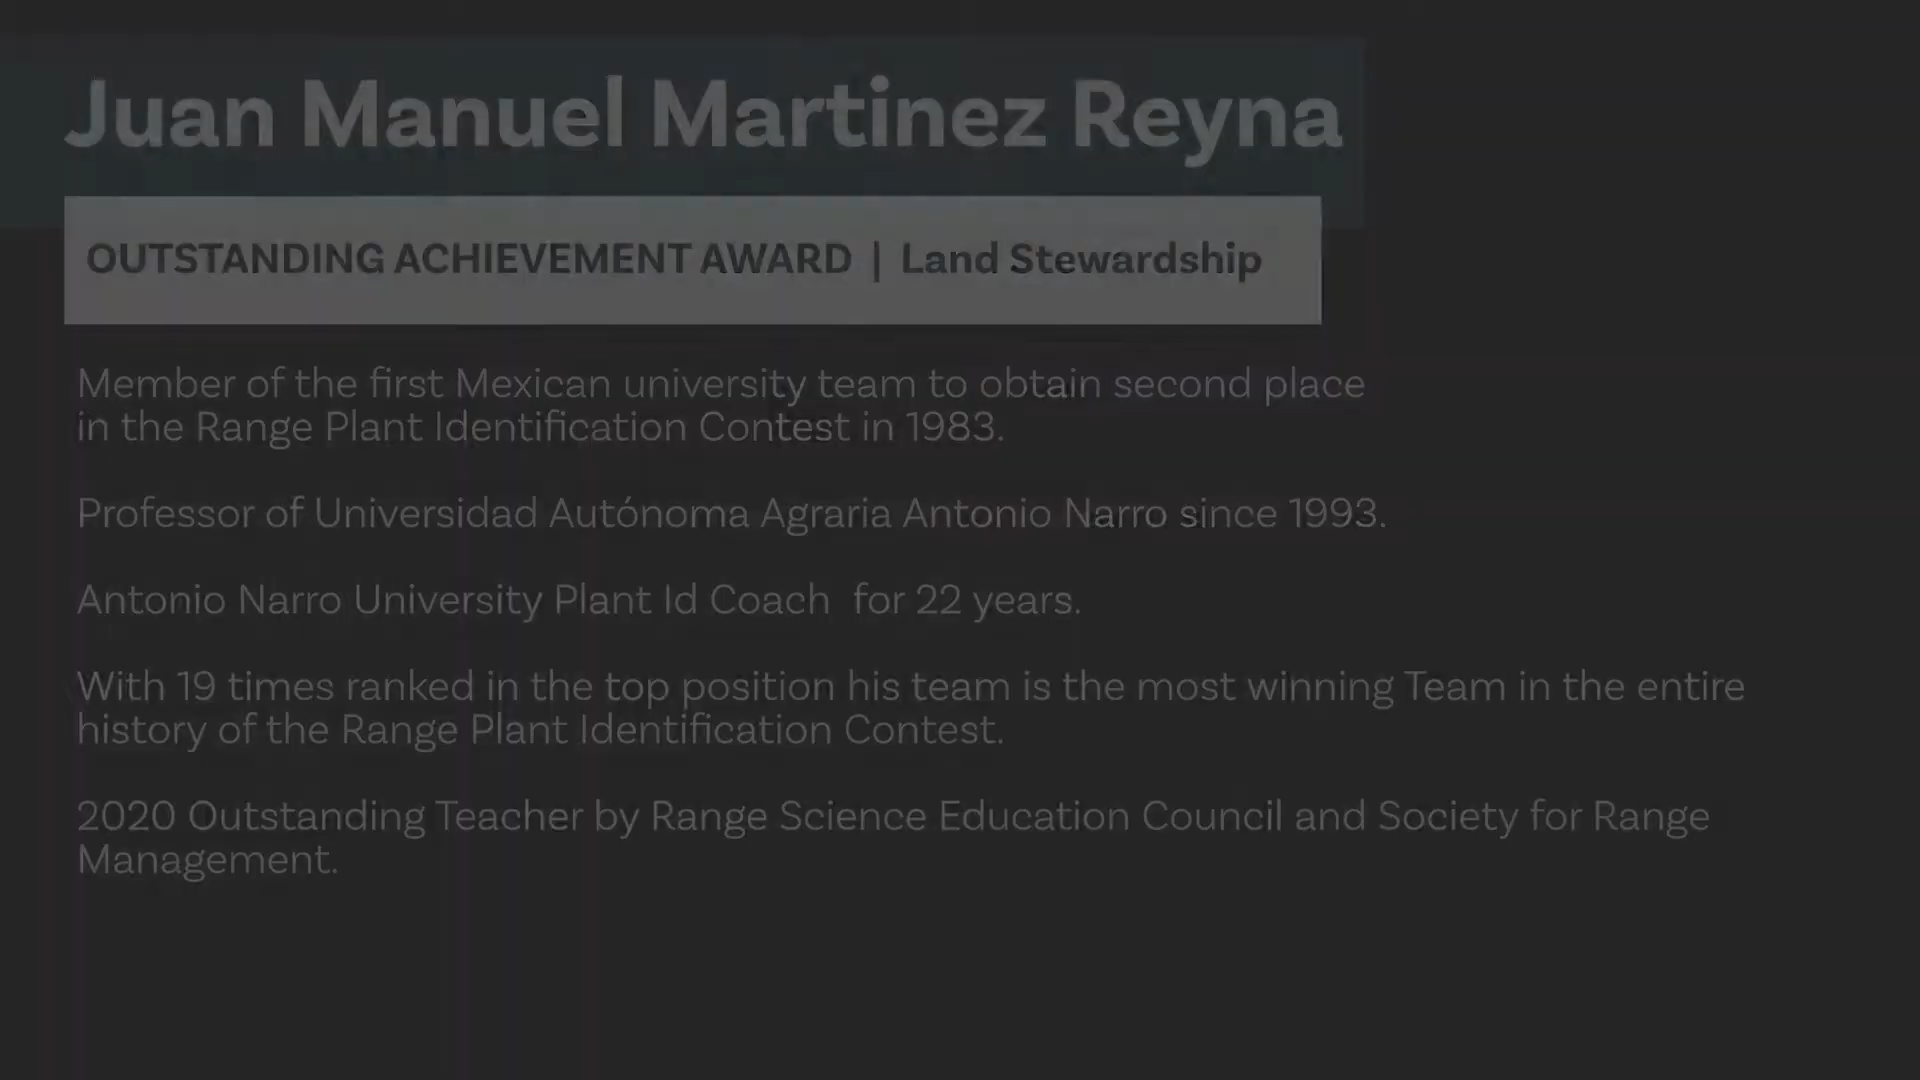 Juan Manuel Martinez Reyna
OUTSTANDING ACHIEVEMENT AWARD | Land Stewardship
Member of the first Mexican university team to obtain second place
in the Range Plant Identification Contest in 1983.
Professor of Universidad Autónoma Agraria Antonio Narro since 1993.
Antonio Narro University Plant Id Coach  for 22 years.
With 19 times ranked in the top position his team is the most winning Team in the entire
history of the Range Plant Identification Contest.
2020 Outstanding Teacher by Range Science Education Council and Society for Range
Management.